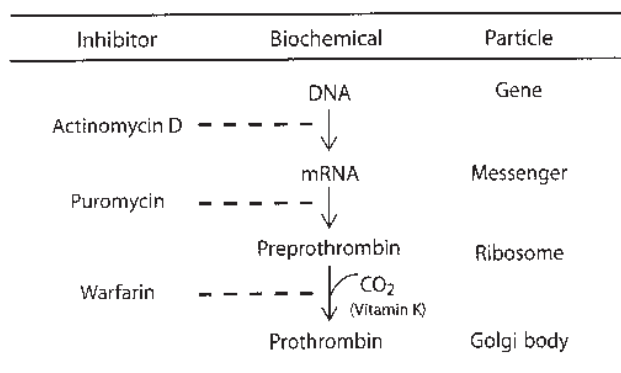 Inhibitor Biochemical Particle
DNA Gene
Actinomycin D
mRNA Messenger
Puromycin
Preprothrombin Ribosome
Warfarin CO₂
(Vitamin K)
Prothrombin Golgi body